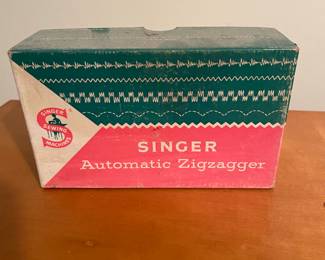 SINGER
SEWING
MACHINES
SINGER
Automatic Zigzagger